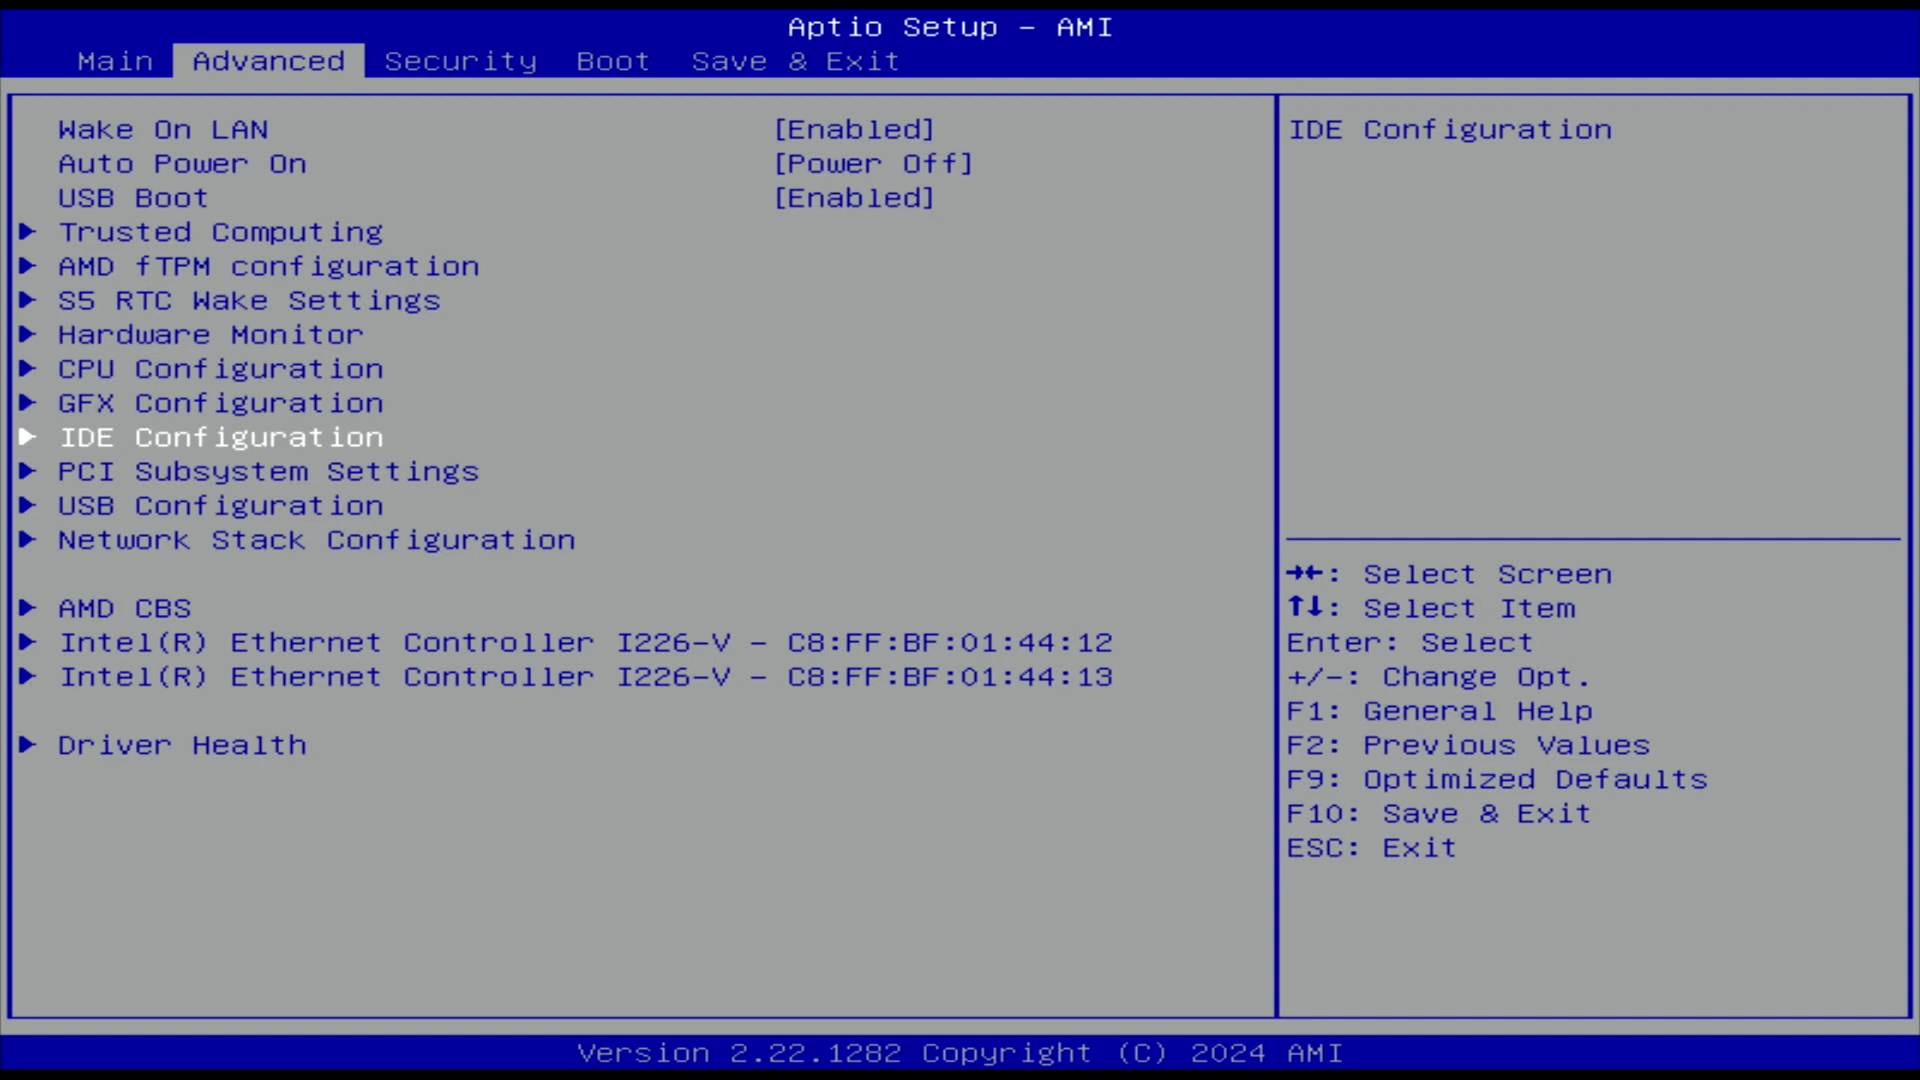 Aptio Setup - AMI
Main Advanced Security Boot Save & Exit
Wake On LAN [Enabled]
Auto Power On [Power Off]
USB Boot [Enabled]
Trusted Computing
AMD fTPM configuration
S5 RTC Wake Settings
Hardware Monitor
CPU Configuration
GFX Configuration
IDE Configuration
PCI Subsystem Settings
USB Configuration
Network Stack Configuration
AMD CBS
Intel(R) Ethernet Controller I226-V - C8:FF:BF:01:44:12
Intel(R) Ethernet Controller I226-V - C8:FF:BF:01:44:13
Driver Health
IDE Configuration
→←: Select Screen
↑↓: Select Item
Enter: Select
+/-: Change Opt.
F1: General Help
F2: Previous Values
F9: Optimized Defaults
F10: Save & Exit
ESC: Exit
Version 2.22.1282 Copyright (C) 2024 AMI